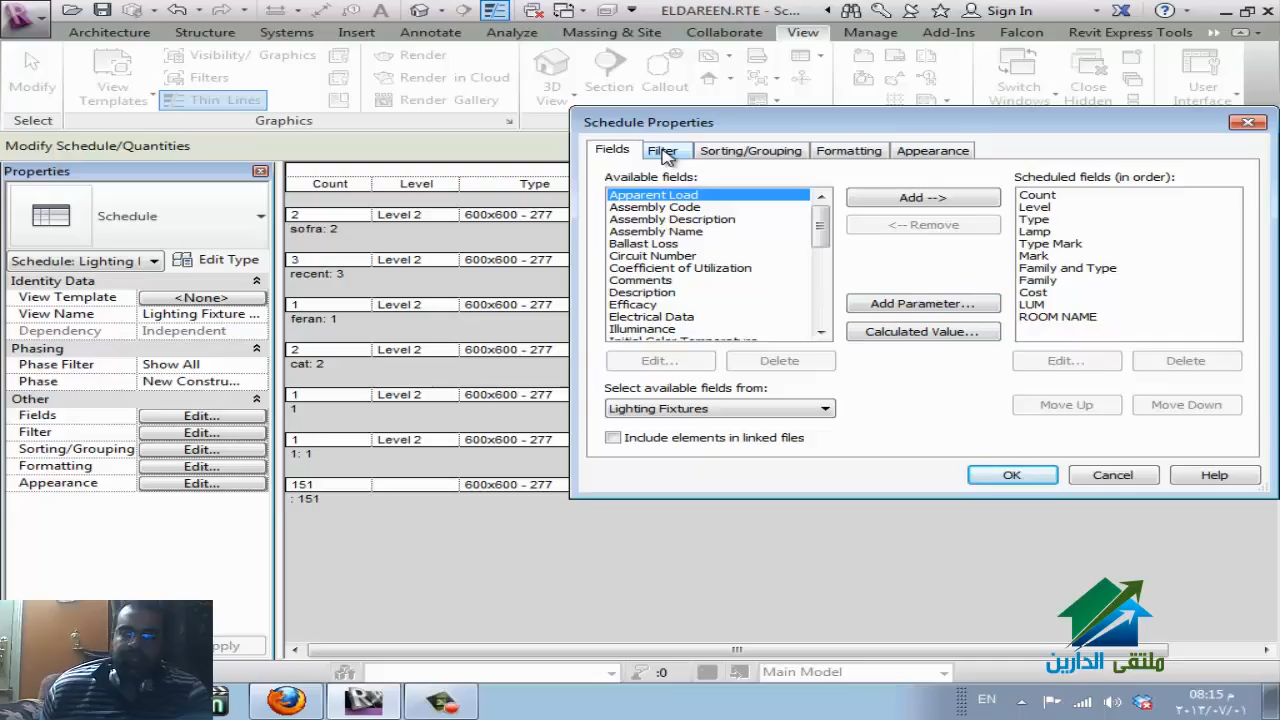 ELDAREEN.RTE - Sc...
Sign In
Architecture Structure Systems Insert Annotate Analyze Massing & Site Collaborate View Manage Add-Ins Falcon Revit Express Tools
Modify
View
Templates
Visibility/ Graphics
Filters
Thin Lines
Render
Render in Cloud
Render Gallery
3D
View
Section
Callout
Switch
Windows
Close
Hidden
User
Interface
Select
Graphics
Modify Schedule/Quantities
Properties
Schedule
Schedule: Lighting
Edit Type
Identity Data
View Template <None>
View Name Lighting Fixture ...
Dependency Independent
Phasing
Phase Filter Show All
Phase New Constru...
Other
Fields Edit...
Filter Edit...
Sorting/Grouping Edit...
Formatting Edit...
Appearance Edit...
pply
Count Level Type
2 Level 2 600x600 - 277
sofra: 2
3 Level 2 600x600 - 277
recent: 3
1 Level 2 600x600 - 277
feran: 1
2 Level 2 600x600 - 277
cat: 2
1 Level 2 600x600 - 277
1
1 Level 2 600x600 - 277
1: 1
151 600x600 - 277
: 151
Schedule Properties
Fields Filter Sorting/Grouping Formatting Appearance
Available fields:
Apparent Load
Assembly Code
Assembly Description
Assembly Name
Ballast Loss
Circuit Number
Coefficient of Utilization
Comments
Description
Efficacy
Electrical Data
Illuminance
Initial Color Temperature
Add -->
<-- Remove
Add Parameter...
Calculated Value...
Scheduled fields (in order):
Count
Level
Type
Lamp
Type Mark
Mark
Family and Type
Family
Cost
LUM
ROOM NAME
Edit... Delete
Edit... Delete
Select available fields from:
Lighting Fixtures
Move Up Move Down
Include elements in linked files
OK Cancel Help
ملتقى الدارين
:0
Main Model
EN
08:15 م
٢٠١٣/٠٧/٠١